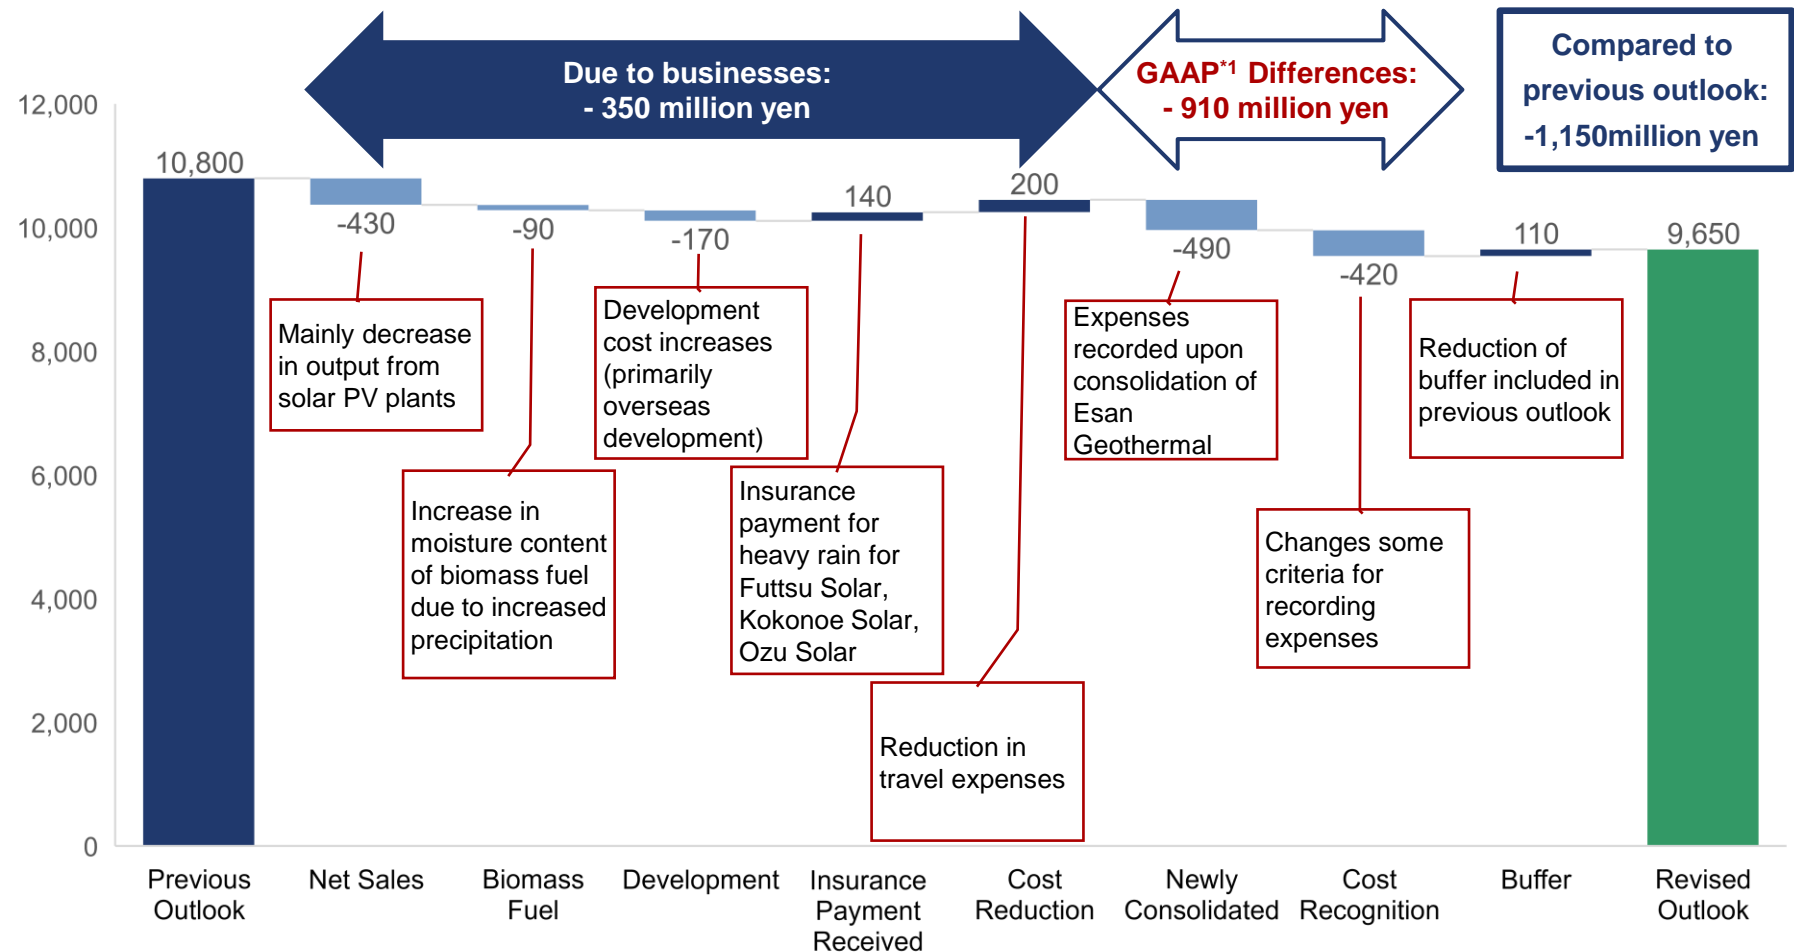 Due to businesses:
- 350 million yen
GAAP*1 Differences:
- 910 million yen
Compared to
previous outlook:
-1,150million yen
12,000
10,000
8,000
6,000
4,000
2,000
0
10,800
-430
-90
-170
140
200
-490
-420
110
9,650
Mainly decrease
in output from
solar PV plants
Increase in
moisture content
of biomass fuel
due to increased
precipitation
Development
cost increases
(primarily
overseas
development)
Insurance
payment for
heavy rain for
Futtsu Solar,
Kokonoe Solar,
Ozu Solar
Reduction in
travel expenses
Expenses
recorded upon
consolidation of
Esan
Geothermal
Changes some
criteria for
recording
expenses
Reduction of
buffer included in
previous outlook
Previous
Outlook
Net Sales
Biomass
Fuel
Development
Insurance
Payment
Received
Cost
Reduction
Newly
Consolidated
Cost
Recognition
Buffer
Revised
Outlook